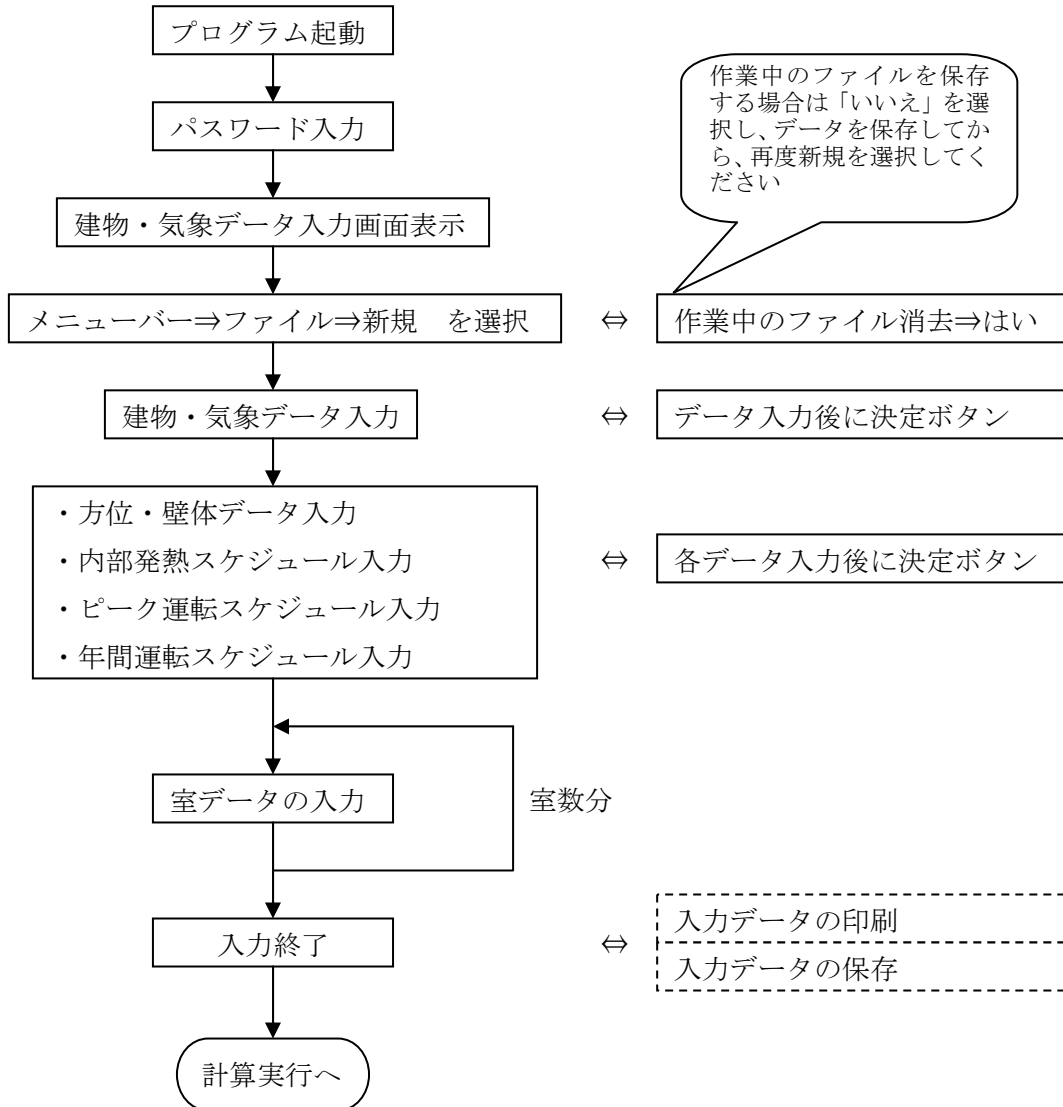 プログラム起動
作業中のファイルを保存
する場合は「いいえ」を選
択し、データを保存してか
ら、再度新規を選択してく
ださい
パスワード入力
建物・気象データ入力画面表示
メニューバー⇒ファイル⇒新規　を選択
⇔
作業中のファイル消去⇒はい
建物・気象データ入力
⇔
データ入力後に決定ボタン
・方位・壁体データ入力
・内部発熱スケジュール入力
・ピーク運転スケジュール入力
・年間運転スケジュール入力
⇔
各データ入力後に決定ボタン
室データの入力
室数分
入力終了
⇔
入力データの印刷
入力データの保存
計算実行へ